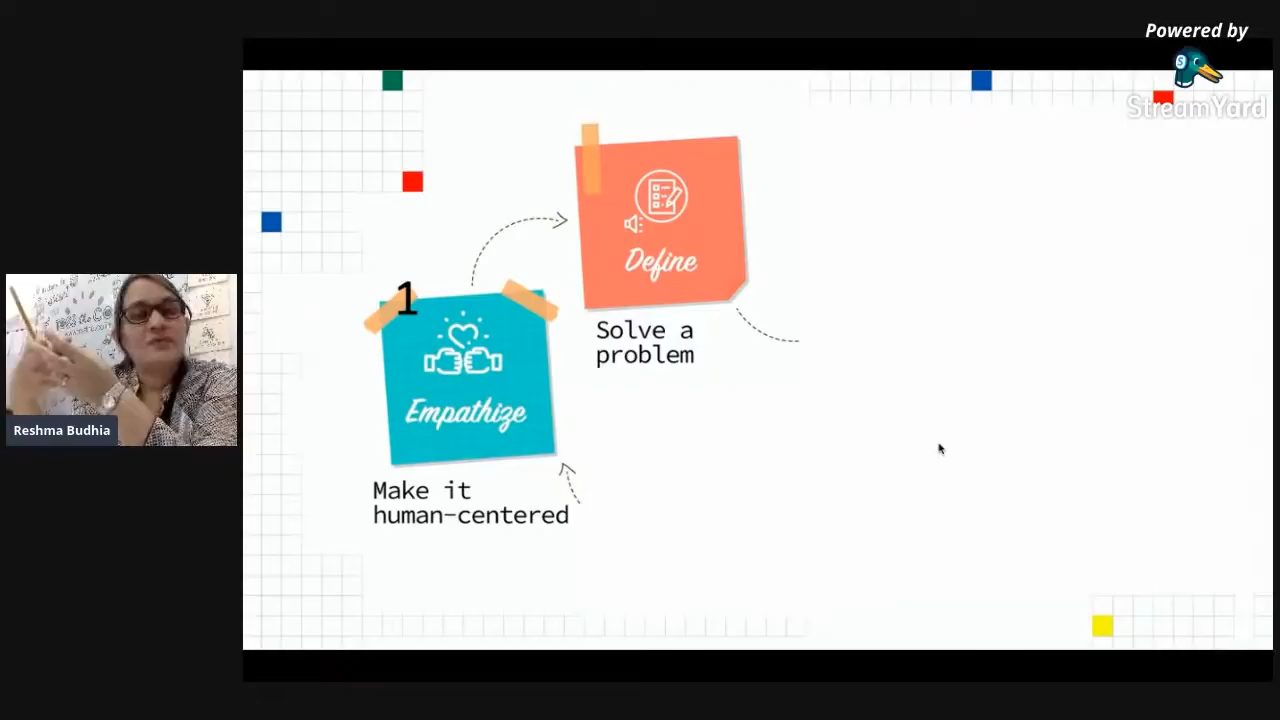 Powered by
StreamYard
Define
Solve a
problem
1
Empathize
Make it
human-centered
Reshma Budhia